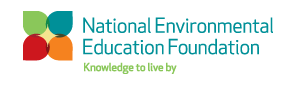 National Environmental
Education Foundation
Knowledge to live by